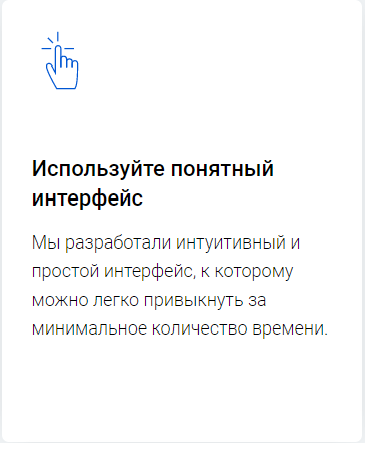 Используйте понятный
интерфейс
Мы разработали интуитивный и
простой интерфейс, к которому
можно легко привыкнуть за
минимальное количество времени.